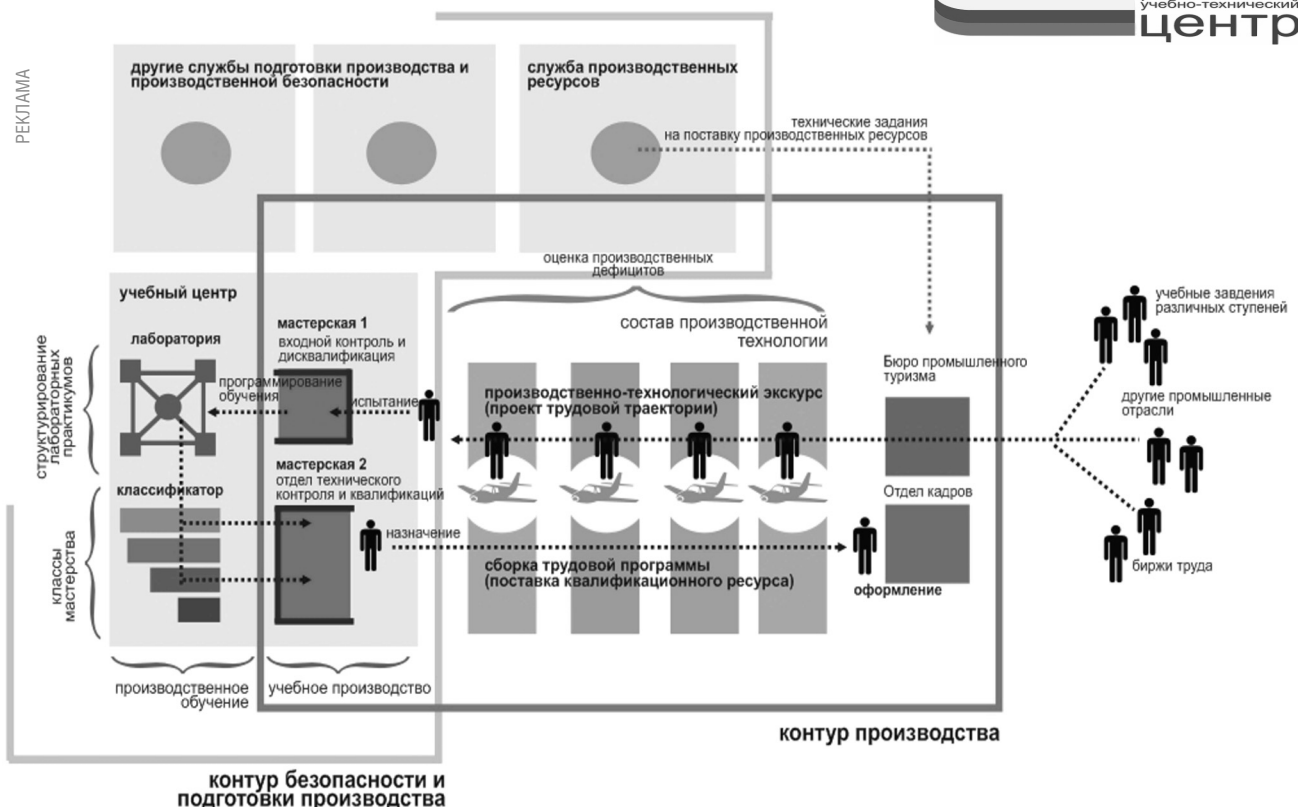 учебно-технический
центр
РЕКЛАМА
другие службы подготовки производства и
производственной безопасности
служба производственных
ресурсов
технические задания
на поставку производственных ресурсов
оценка производственных
дефицитов
учебный центр
лаборатория
мастерская 1
входной контроль и
дисквалификация
программирование
обучения
испытание
структурирование
лабораторных
практикумов
состав производственной
технологии
производственно-технологический экскурс
(проект трудовой траектории)
Бюро промышленного
туризма
учебные завдения
различных ступеней
другие промышленные
отрасли
биржи труда
мастерская 2
отдел технического
контроля и квалификаций
классификатор
классы
мастерства
назначение
сборка трудовой программы
(поставка квалификационного ресурса)
Отдел кадров
оформление
производственное
обучение
учебное производство
контур производства
контур безопасности и
подготовки производства